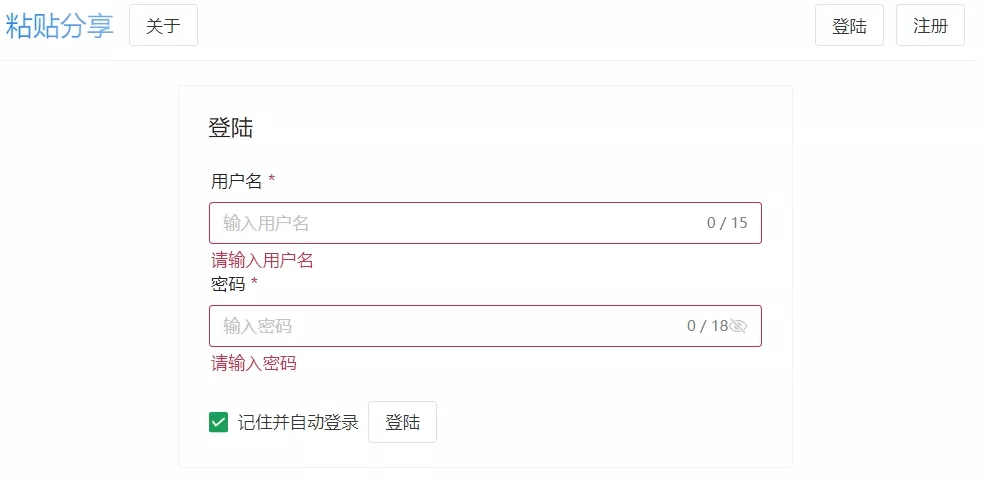 粘贴分享 关于 登陆 注册
登陆
用户名 *
输入用户名 0 / 15
请输入用户名
密码 *
输入密码 0 / 18
请输入密码
记住并自动登录 登陆